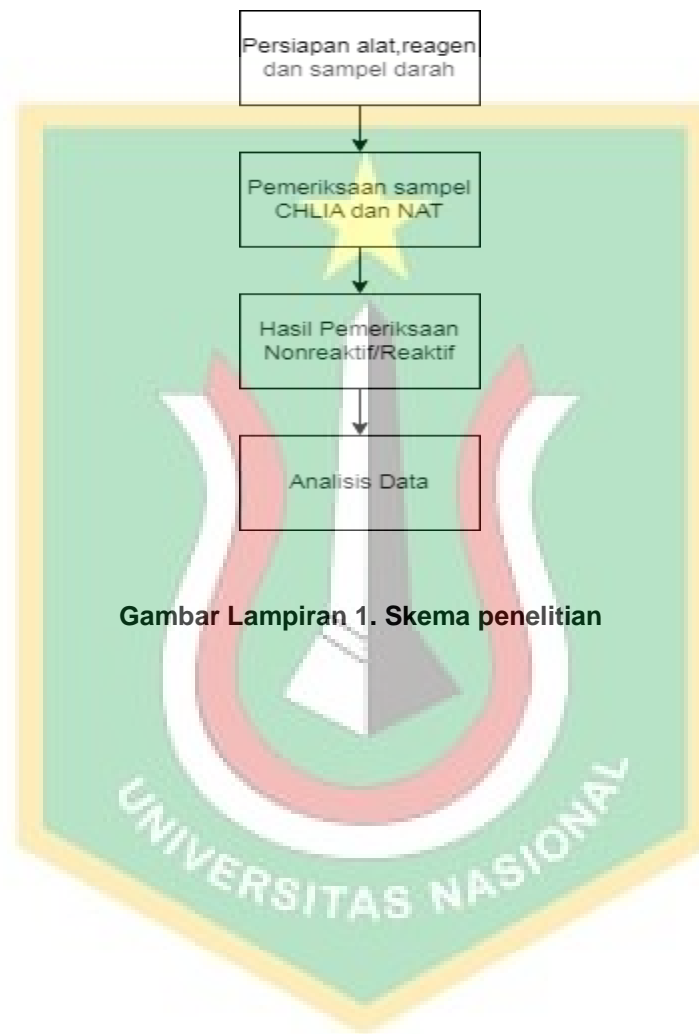 Persiapan alat,reagen
dan sampel darah
Pemeriksaan sampel
CHLIA dan NAT
Hasil Pemeriksaan
Nonreaktif/Reaktif
Analisis Data
Gambar Lampiran 1. Skema penelitian
UNIVERSITAS NASIONAL